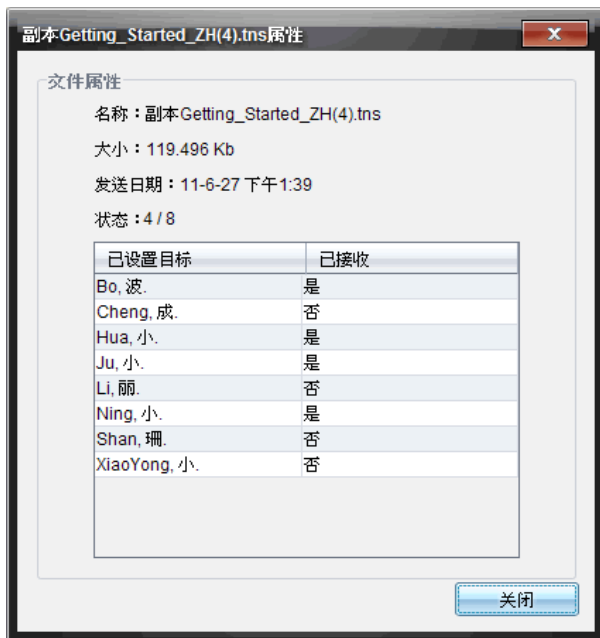 副本Getting_Started_ZH(4).tns属性
文件属性
名称：副本Getting_Started_ZH(4).tns
大小：119.496 Kb
发送日期：11-6-27 下午1:39
状态：4 / 8
已设置目标 已接收
Bo, 波. 是
Cheng, 成. 否
Hua, 小. 是
Ju, 小. 是
Li, 丽. 否
Ning, 小. 是
Shan, 珊. 否
XiaoYong, 小. 否
关闭